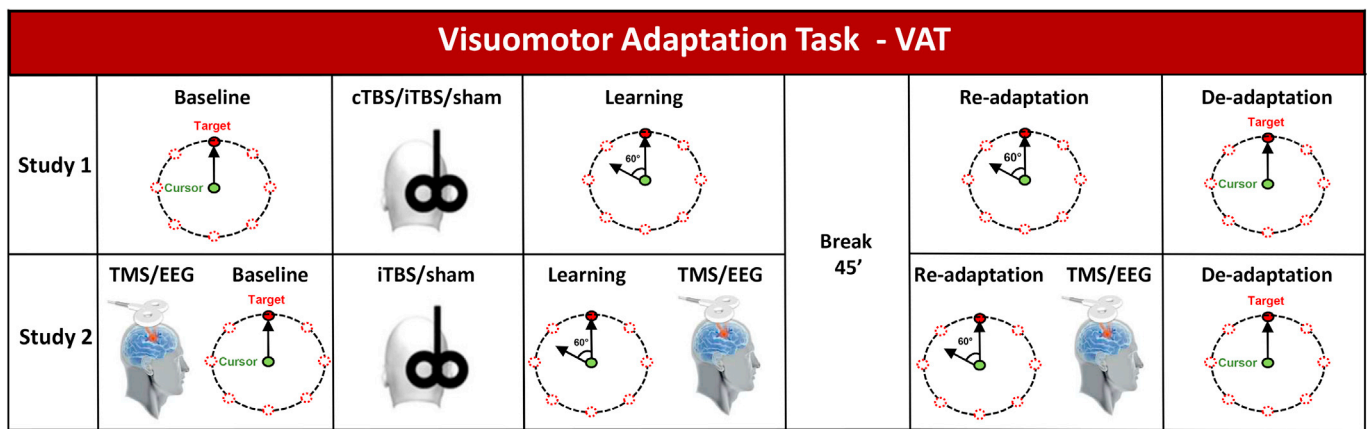 Visuomotor Adaptation Task - VAT
Study 1
Baseline
Target
Cursor
cTBS/iTBS/sham
Learning
60°
Break
45’
Re-adaptation
60°
De-adaptation
Target
Cursor
Study 2
TMS/EEG
Baseline
Target
Cursor
iTBS/sham
Learning
60°
TMS/EEG
Re-adaptation
60°
TMS/EEG
De-adaptation
Target
Cursor